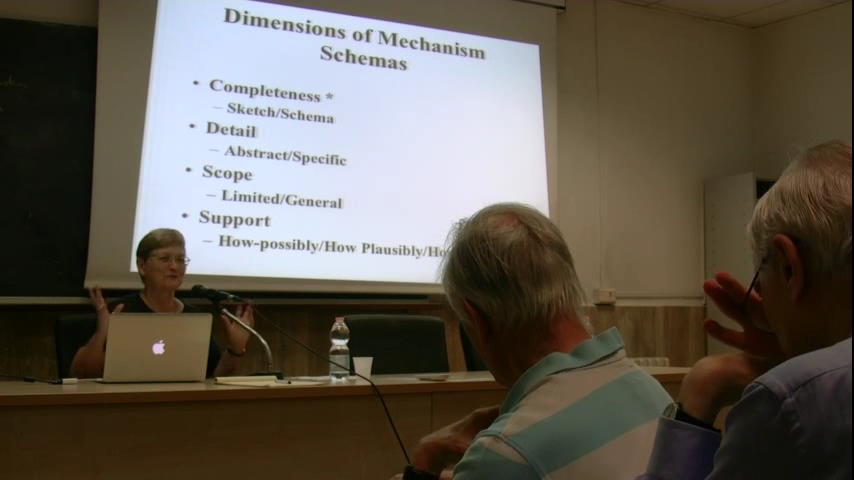 Dimensions of Mechanism
Schemas
• Completeness *
– Sketch/Schema
• Detail
– Abstract/Specific
• Scope
– Limited/General
• Support
– How-possibly/How Plausibly/